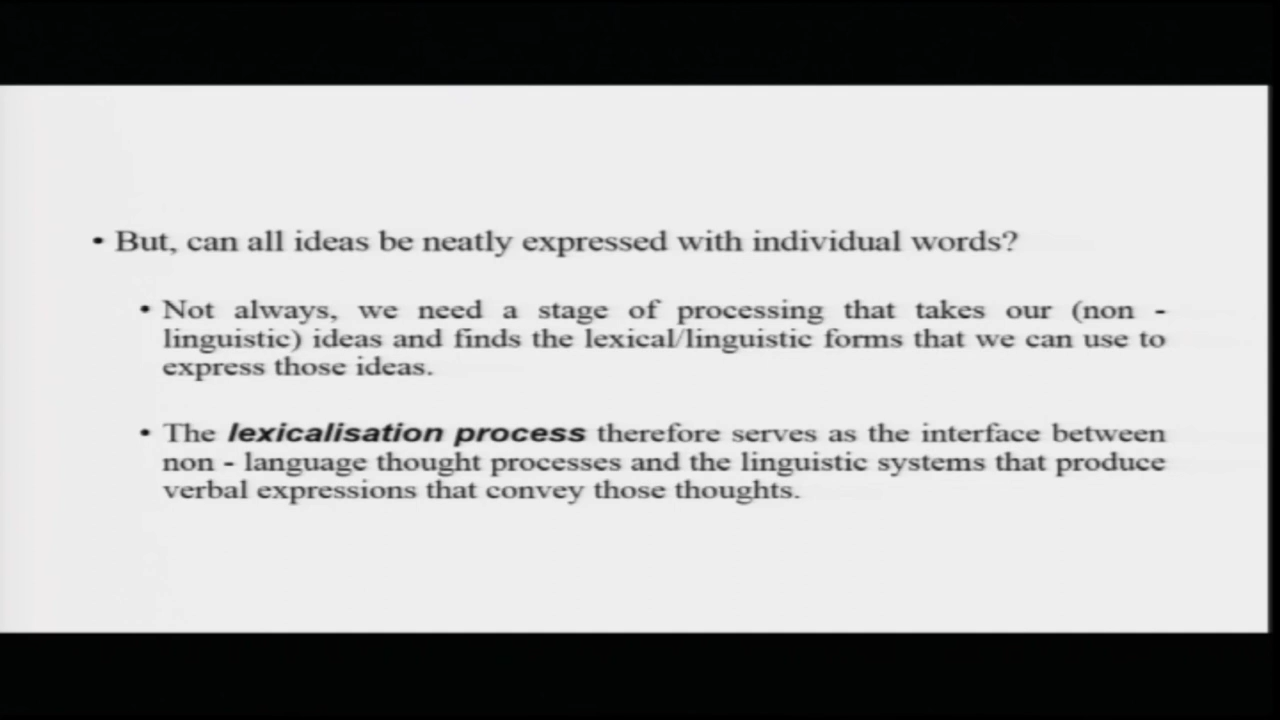 • But, can all ideas be neatly expressed with individual words?
• Not always, we need a stage of processing that takes our (non -
linguistic) ideas and finds the lexical/linguistic forms that we can use to
express those ideas.
• The lexicalisation process therefore serves as the interface between
non - language thought processes and the linguistic systems that produce
verbal expressions that convey those thoughts.